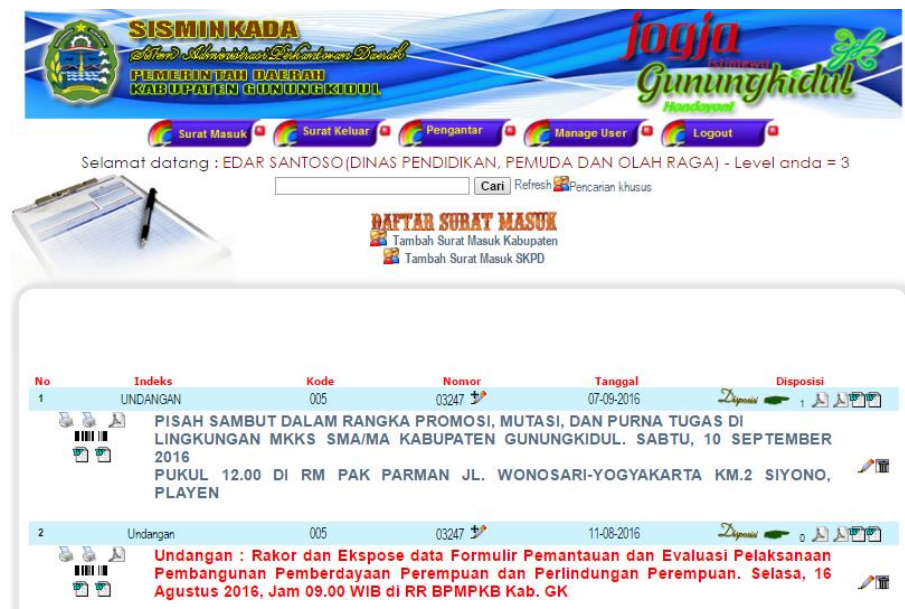 SISMINKADA
Sistem Administrasi Perkantoran Daerah
PEMERINTAH DAERAH
KABUPATEN GUNUNGKIDUL
jogja
istimewa
Gunungkidul
Handayani
Surat Masuk
Surat Keluar
Pengantar
Manage User
Logout
Selamat datang : EDAR SANTOSO(DINAS PENDIDIKAN, PEMUDA DAN OLAH RAGA) - Level anda = 3
Cari Refresh Pencarian khusus
DAFTAR SURAT MASUK
Tambah Surat Masuk Kabupaten
Tambah Surat Masuk SKPD
No Indeks Kode Nomor Tanggal Disposisi
1 UNDANGAN 005 03247 07-09-2016 Disposisi 1
PISAH SAMBUT DALAM RANGKA PROMOSI, MUTASI, DAN PURNA TUGAS DI
LINGKUNGAN MKKS SMA/MA KABUPATEN GUNUNGKIDUL. SABTU, 10 SEPTEMBER
2016
PUKUL 12.00 DI RM PAK PARMAN JL. WONOSARI-YOGYAKARTA KM.2 SIYONO,
PLAYEN
2 Undangan 005 03247 11-08-2016 Disposisi 0
Undangan : Rakor dan Ekspose data Formulir Pemantauan dan Evaluasi Pelaksanaan
Pembangunan Pemberdayaan Perempuan dan Perlindungan Perempuan. Selasa, 16
Agustus 2016, Jam 09.00 WIB di RR BPMPKB Kab. GK